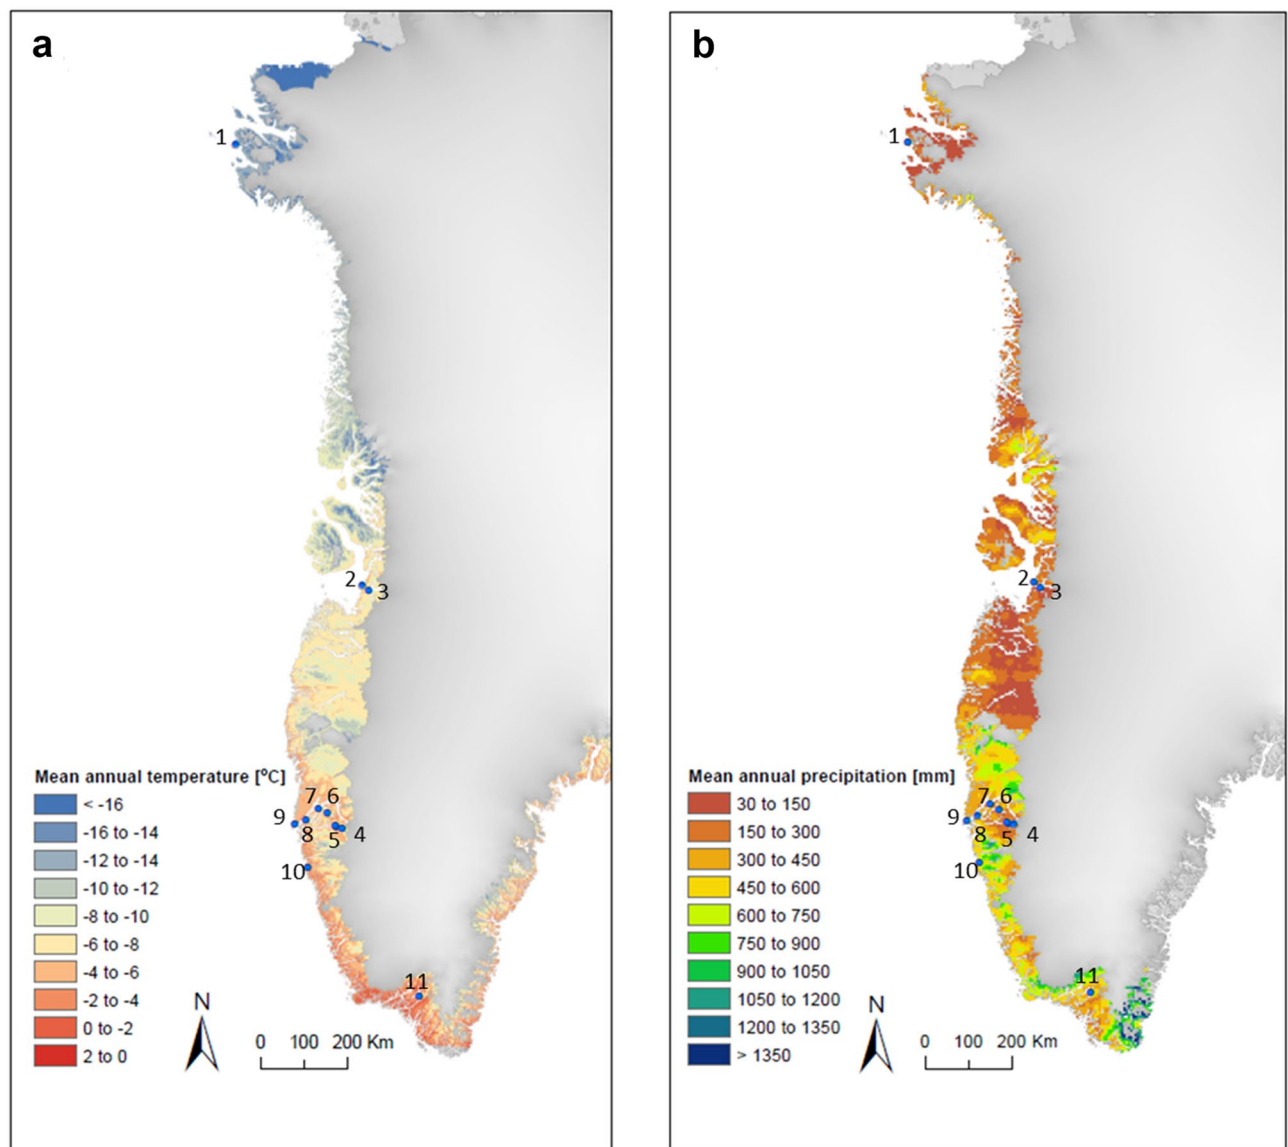 a
1
2
3
Mean annual temperature [°C]
< -16
-16 to -14
-12 to -14
-10 to -12
-8 to -10
-6 to -8
-4 to -6
-2 to -4
0 to -2
2 to 0
7 6
9
8 5 4
10
11
N
0 100 200 Km
b
1
2
3
Mean annual precipitation [mm]
30 to 150
150 to 300
300 to 450
450 to 600
600 to 750
750 to 900
900 to 1050
1050 to 1200
1200 to 1350
> 1350
7 6
9
8 5 4
10
11
N
0 100 200 Km